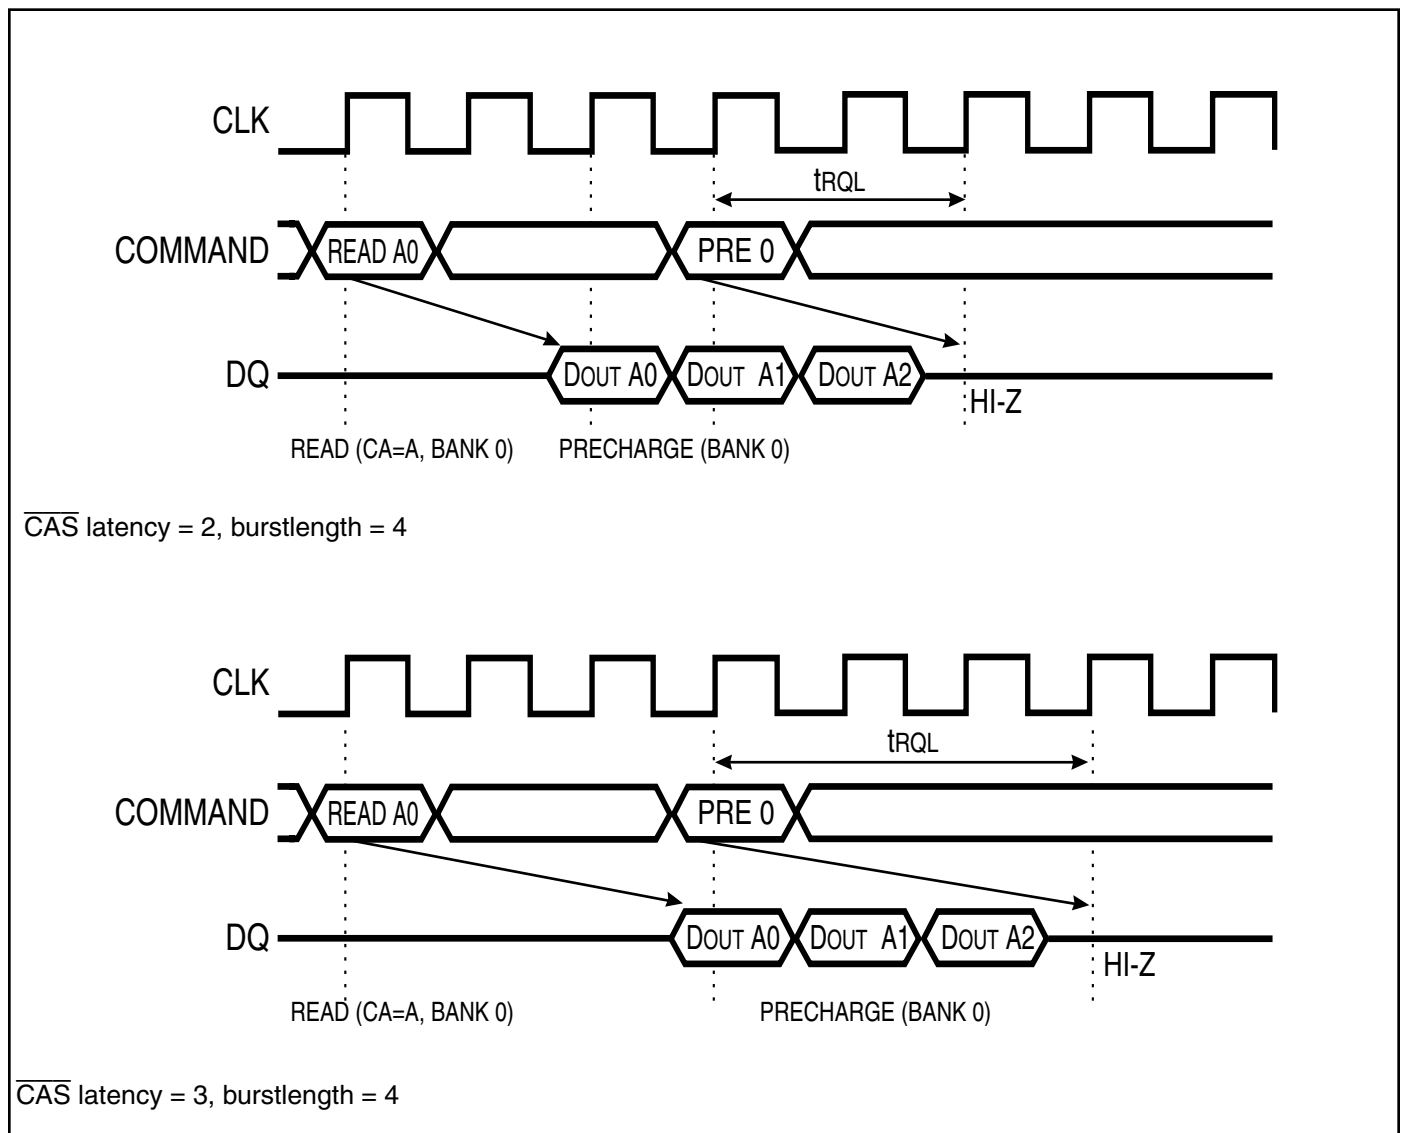 CLK
tRQL
COMMAND READ A0 PRE 0
DQ DOUT A0 DOUT A1 DOUT A2
HI-Z
READ (CA=A, BANK 0) PRECHARGE (BANK 0)
CAS latency = 2, burstlength = 4
CLK
tRQL
COMMAND READ A0 PRE 0
DQ DOUT A0 DOUT A1 DOUT A2
HI-Z
READ (CA=A, BANK 0) PRECHARGE (BANK 0)
CAS latency = 3, burstlength = 4